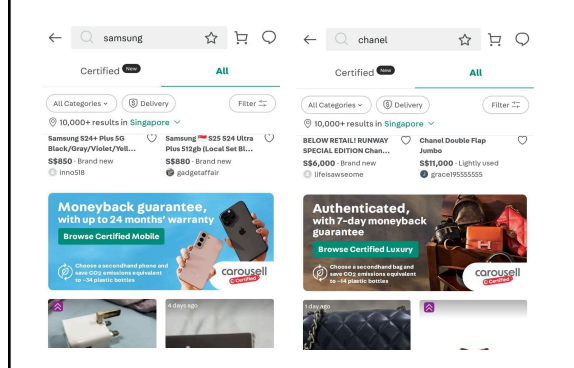 samsung
Certified New
All
All Categories
Delivery
Filter
10,000+ results in Singapore
Samsung S24+ Plus 5G
Black/Gray/Violet/Yell...
S$850 · Brand new
inno518
Samsung S25 S24 Ultra
Plus 512gb (Local Set Bl...
S$880 · Brand new
gadgetaffair
Moneyback guarantee,
with up to 24 months' warranty
Browse Certified Mobile
Choose a secondhand phone and
save CO2 emissions equivalent
to ~34 plastic bottles
carousell
Certified
4 days ago
chanel
Certified New
All
All Categories
Delivery
Filter
10,000+ results in Singapore
BELOW RETAIL! RUNWAY
SPECIAL EDITION Chan...
S$6,000 · Brand new
lifeisawseome
Chanel Double Flap
Jumbo
S$11,000 · Lightly used
grace195555555
Authenticated,
with 7-day moneyback
guarantee
Browse Certified Luxury
Choose a secondhand bag and
save CO2 emissions equivalent
to ~14 plastic bottles
carousell
Certified
1 day ago